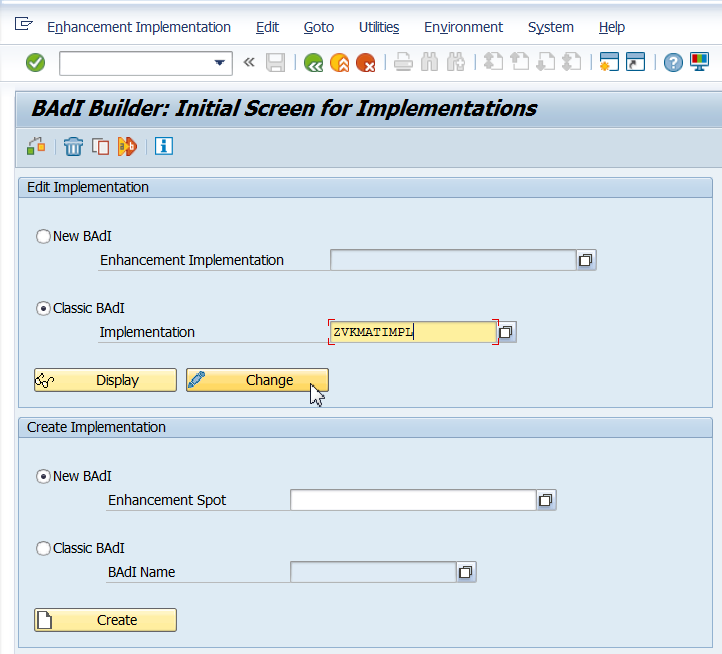 Enhancement Implementation Edit Goto Utilities Environment System Help
BAdI Builder: Initial Screen for Implementations
Edit Implementation
New BAdI
Enhancement Implementation
Classic BAdI
Implementation ZVKMATIMPL
Display Change
Create Implementation
New BAdI
Enhancement Spot
Classic BAdI
BAdI Name
Create